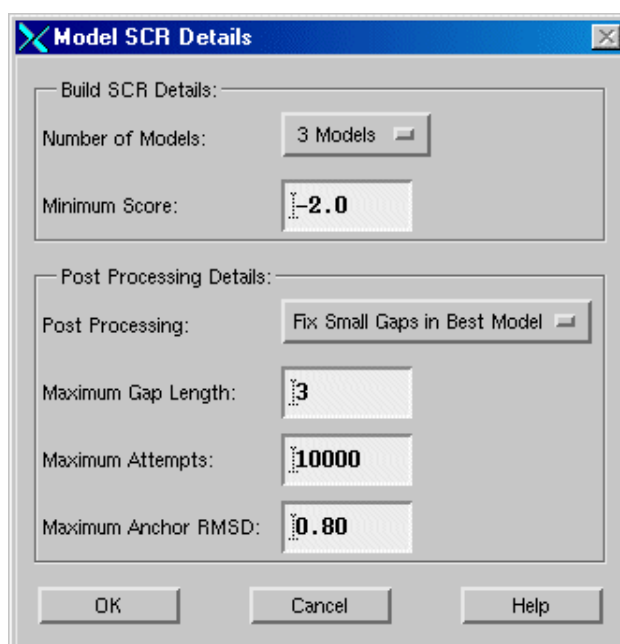 Model SCR Details
Build SCR Details:
Number of Models: 3 Models
Minimum Score: -2.0
Post Processing Details:
Post Processing: Fix Small Gaps in Best Model
Maximum Gap Length: 3
Maximum Attempts: 10000
Maximum Anchor RMSD: 0.80
OK Cancel Help